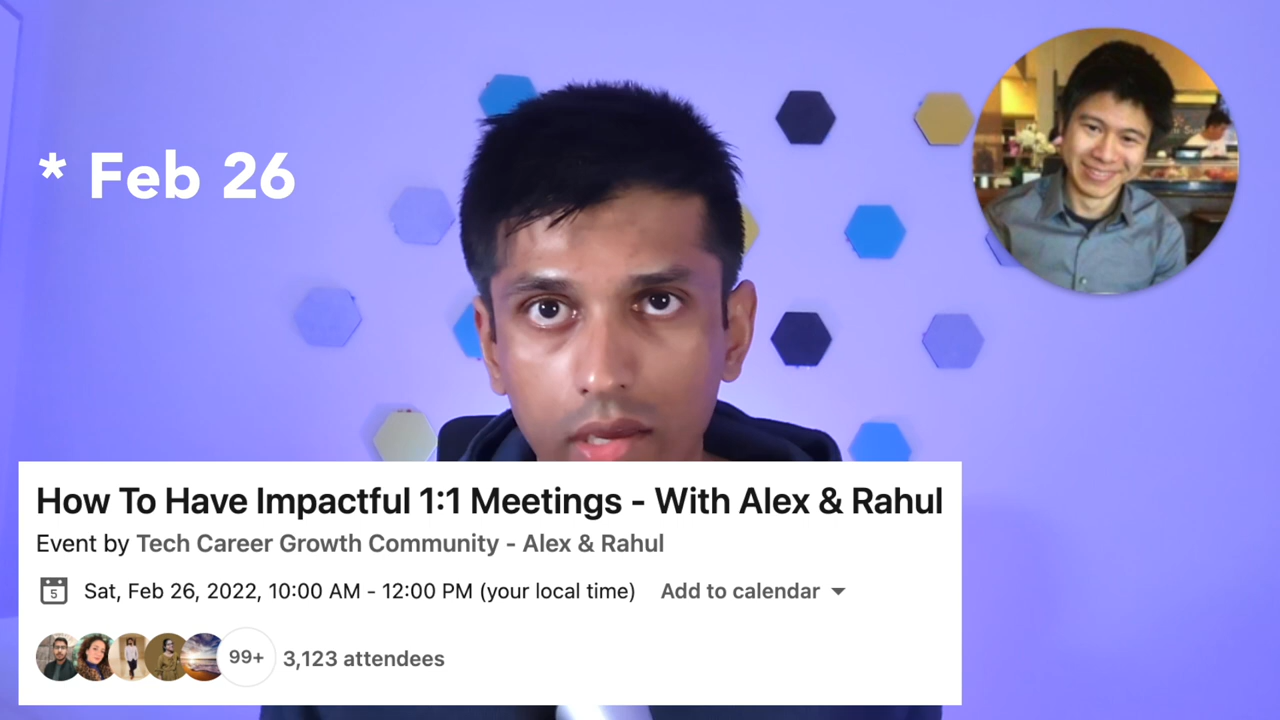 * Feb 26
How To Have Impactful 1:1 Meetings - With Alex & Rahul
Event by Tech Career Growth Community - Alex & Rahul
5
Sat, Feb 26, 2022, 10:00 AM - 12:00 PM (your local time) Add to calendar
99+
3,123 attendees